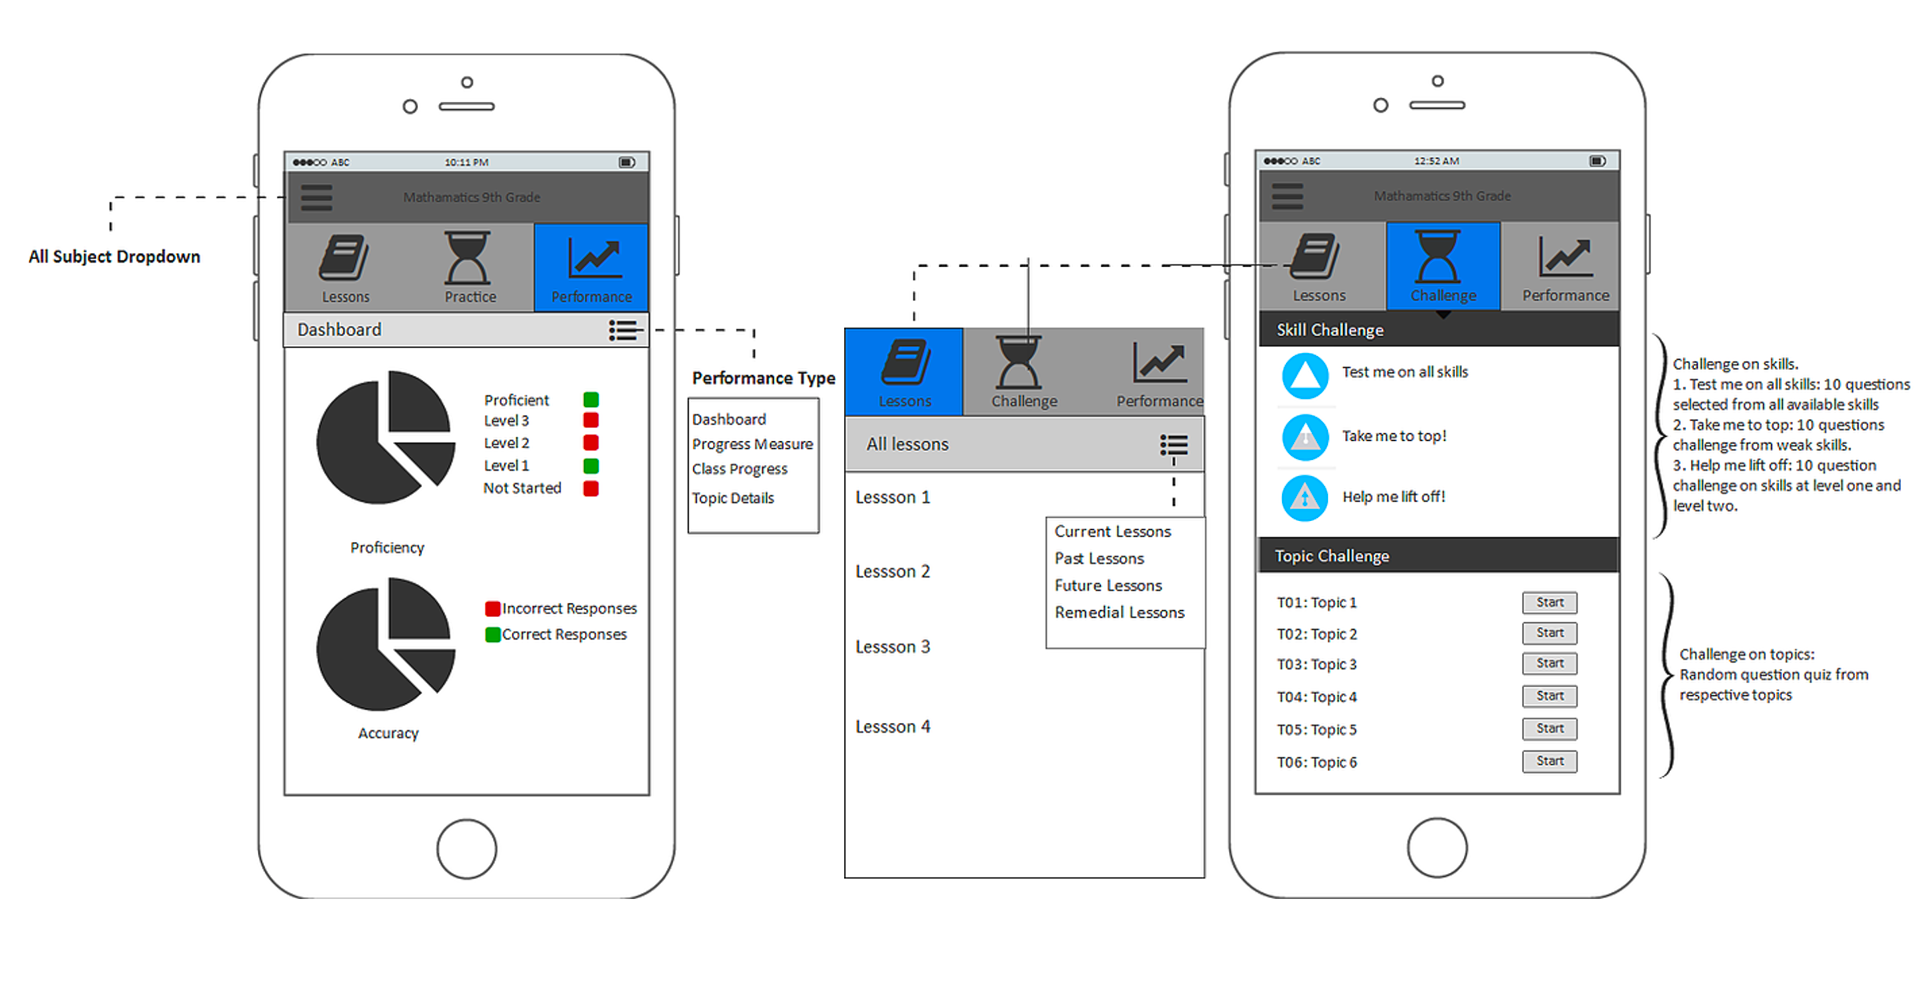 ABC 10:11 PM
Mathamatics 9th Grade
Lessons Practice Performance
Dashboard
Proficient
Level 3
Level 2
Level 1
Not Started
Proficiency
Incorrect Responses
Correct Responses
Accuracy
All Subject Dropdown
Performance Type
Dashboard
Progress Measure
Class Progress
Topic Details
Lessons Challenge Performance
All lessons
Lessson 1
Lessson 2
Lessson 3
Lessson 4
Current Lessons
Past Lessons
Future Lessons
Remedial Lessons
ABC 12:52 AM
Mathamatics 9th Grade
Lessons Challenge Performance
Skill Challenge
Test me on all skills
Take me to top!
Help me lift off!
Topic Challenge
T01: Topic 1 Start
T02: Topic 2 Start
T03: Topic 3 Start
T04: Topic 4 Start
T05: Topic 5 Start
T06: Topic 6 Start
Challenge on skills.
1. Test me on all skills: 10 questions
selected from all available skills
2. Take me to top: 10 questions
challenge from weak skills.
3. Help me lift off: 10 question
challenge on skills at level one and
level two.
Challenge on topics:
Random question quiz from
respective topics